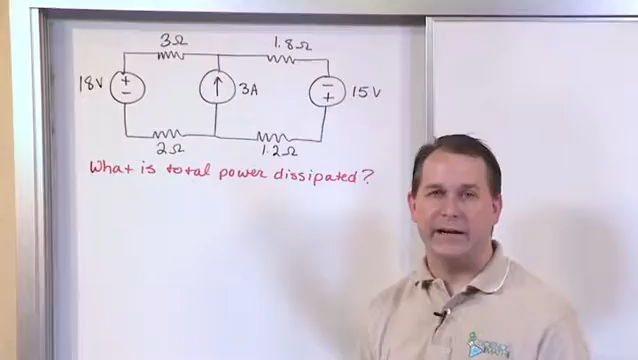 3Ω 1.8Ω
18V + - 3A - + 15V
2Ω 1.2Ω
What is total power dissipated?